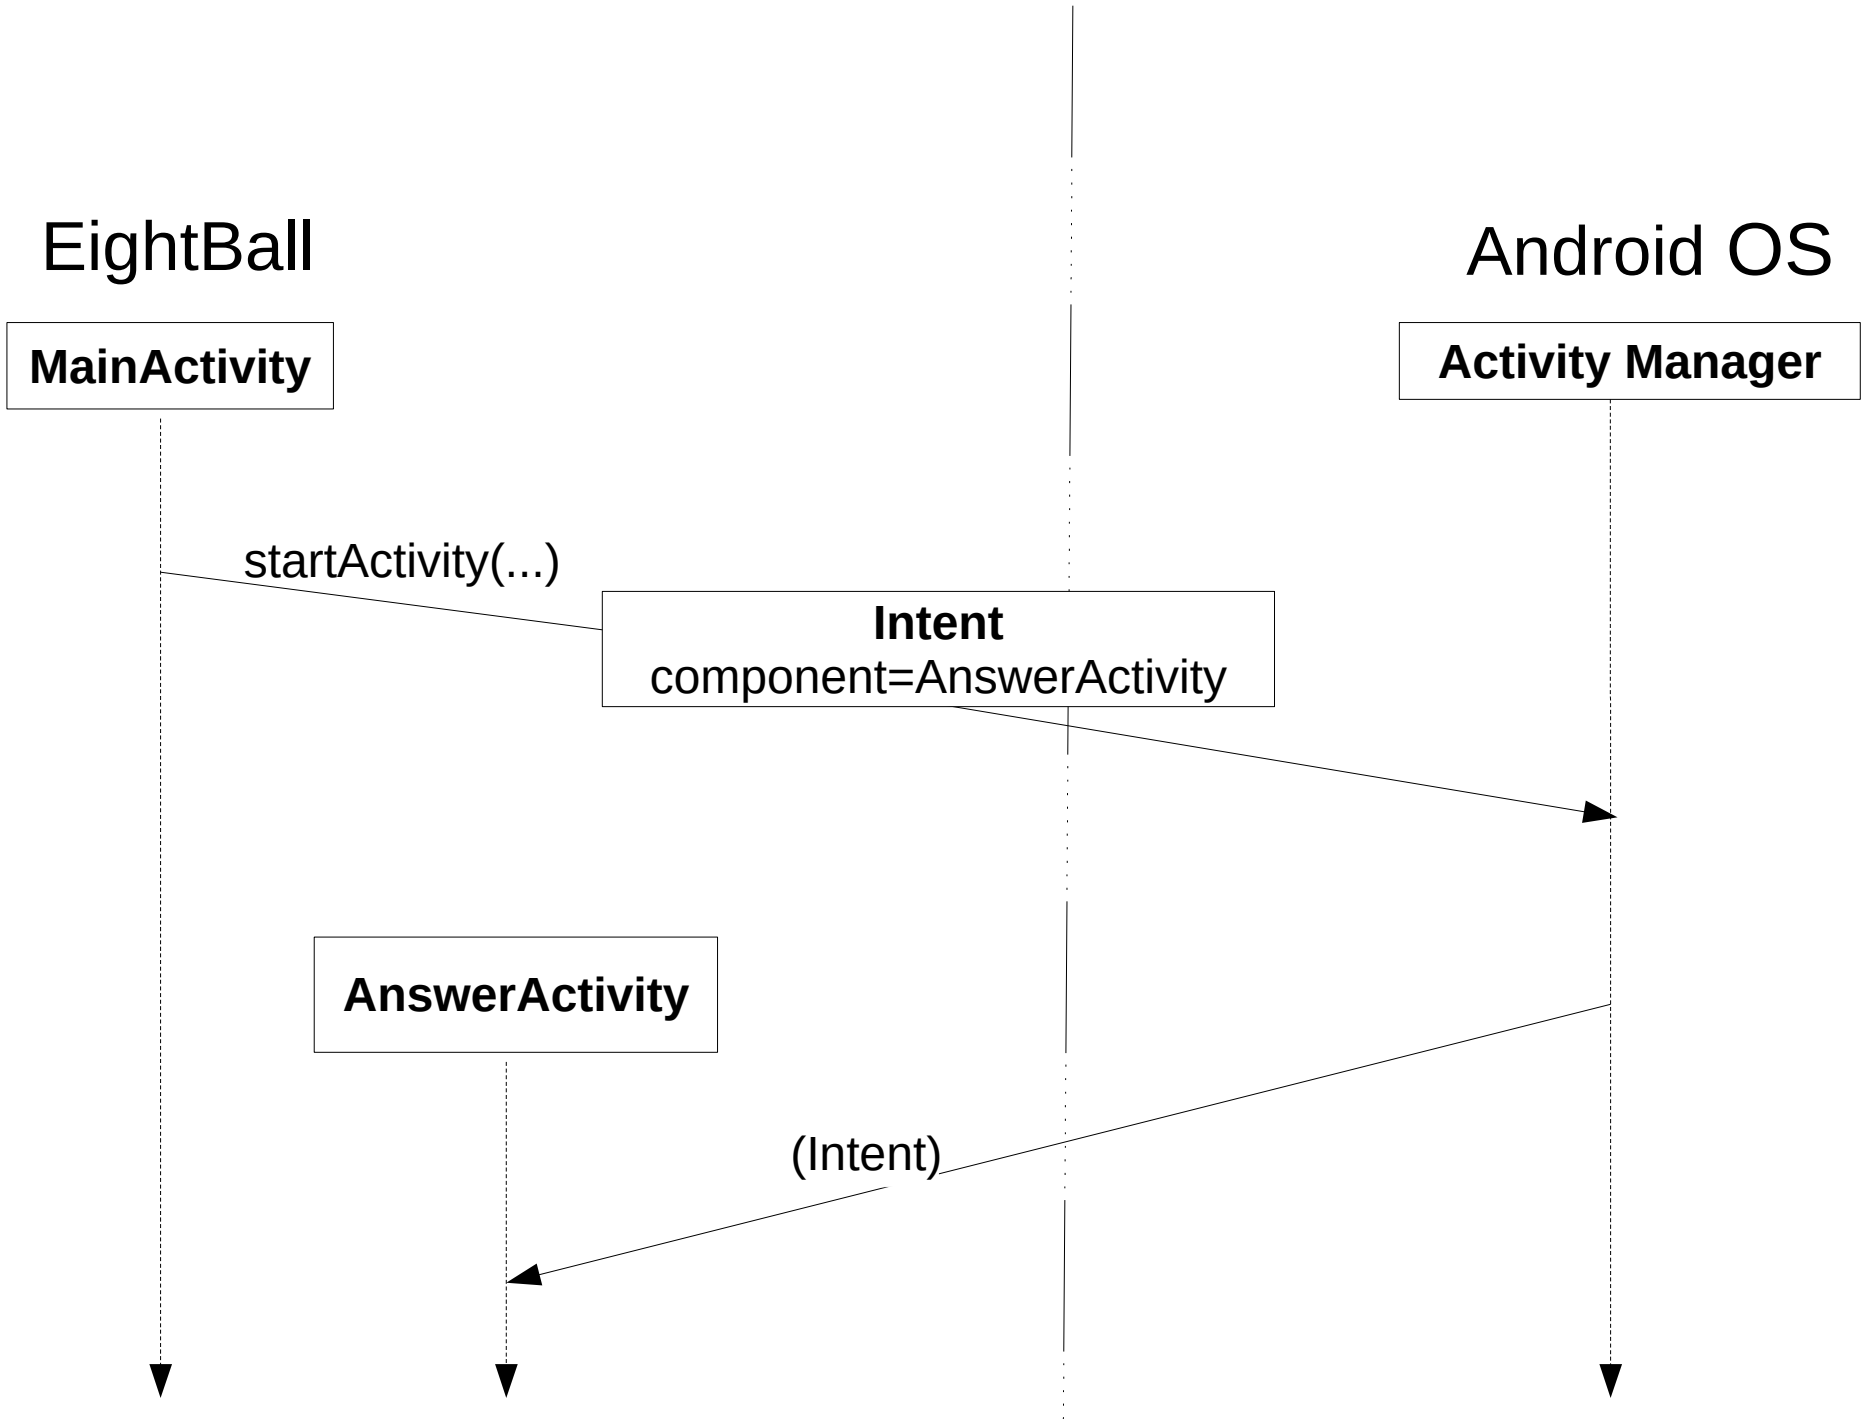 EightBall
Android OS
MainActivity
Activity Manager
startActivity(...)
Intent
component=AnswerActivity
AnswerActivity
(Intent)